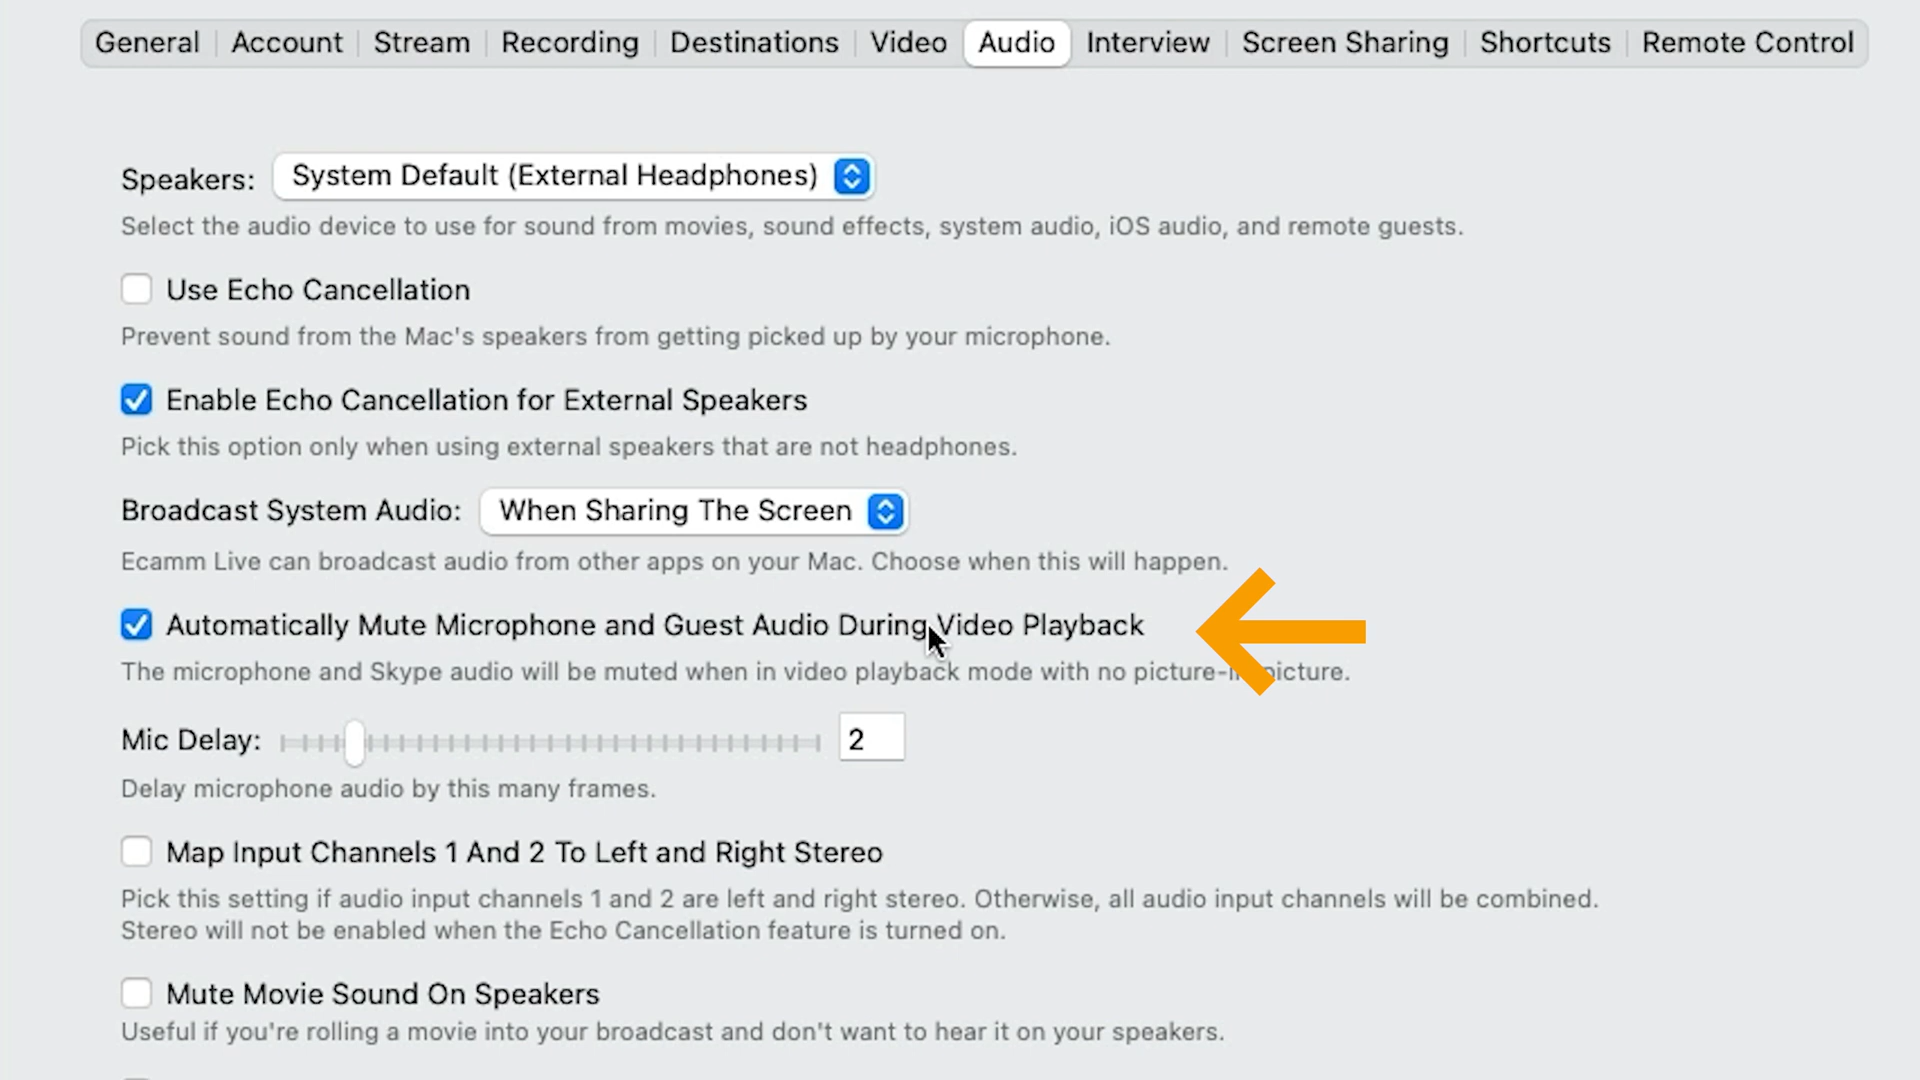 General
Account
Stream
Recording
Destinations
Video
Audio
Interview
Screen Sharing
Shortcuts
Remote Control
Speakers: System Default (External Headphones)
Select the audio device to use for sound from movies, sound effects, system audio, iOS audio, and remote guests.
Use Echo Cancellation
Prevent sound from the Mac's speakers from getting picked up by your microphone.
Enable Echo Cancellation for External Speakers
Pick this option only when using external speakers that are not headphones.
Broadcast System Audio: When Sharing The Screen
Ecamm Live can broadcast audio from other apps on your Mac. Choose when this will happen.
Automatically Mute Microphone and Guest Audio During Video Playback
The microphone and Skype audio will be muted when in video playback mode with no picture-in-picture.
Mic Delay: 2
Delay microphone audio by this many frames.
Map Input Channels 1 And 2 To Left and Right Stereo
Pick this setting if audio input channels 1 and 2 are left and right stereo. Otherwise, all audio input channels will be combined.
Stereo will not be enabled when the Echo Cancellation feature is turned on.
Mute Movie Sound On Speakers
Useful if you're rolling a movie into your broadcast and don't want to hear it on your speakers.